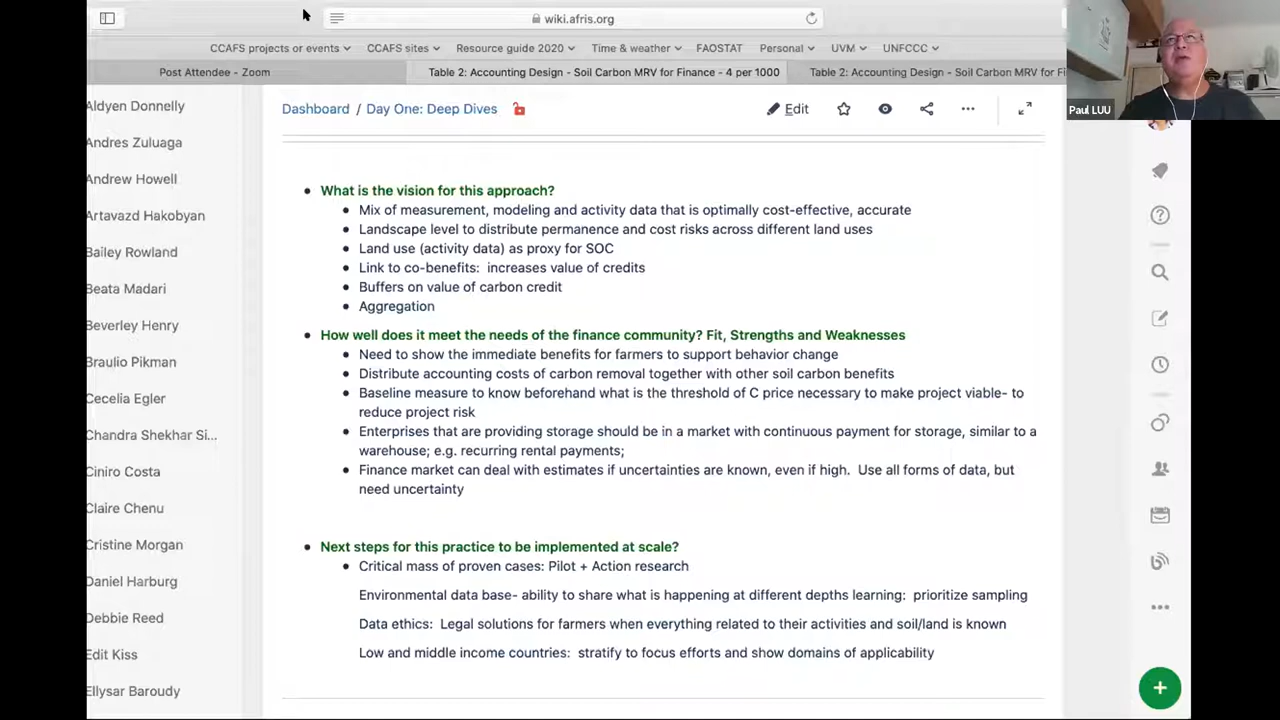 wiki.afris.org
CCAFS projects or events
CCAFS sites
Resource guide 2020
Time & weather
FAOSTAT
Personal
UVM
UNFCCC
Post Attendee - Zoom
Table 2: Accounting Design - Soil Carbon MRV for Finance - 4 per 1000
Table 2: Accounting Design - Soil Carbon MRV for Fi
Paul LUU
Aldyen Donnelly
Andres Zuluaga
Andrew Howell
Artavazd Hakobyan
Bailey Rowland
Beata Madari
Beverley Henry
Braulio Pikman
Cecelia Egler
Chandra Shekhar Si...
Ciniro Costa
Claire Chenu
Cristine Morgan
Daniel Harburg
Debbie Reed
Edit Kiss
Ellysar Baroudy
Dashboard / Day One: Deep Dives
Edit
What is the vision for this approach?
Mix of measurement, modeling and activity data that is optimally cost-effective, accurate
Landscape level to distribute permanence and cost risks across different land uses
Land use (activity data) as proxy for SOC
Link to co-benefits: increases value of credits
Buffers on value of carbon credit
Aggregation
How well does it meet the needs of the finance community? Fit, Strengths and Weaknesses
Need to show the immediate benefits for farmers to support behavior change
Distribute accounting costs of carbon removal together with other soil carbon benefits
Baseline measure to know beforehand what is the threshold of C price necessary to make project viable- to
reduce project risk
Enterprises that are providing storage should be in a market with continuous payment for storage, similar to a
warehouse; e.g. recurring rental payments;
Finance market can deal with estimates if uncertainties are known, even if high. Use all forms of data, but
need uncertainty
Next steps for this practice to be implemented at scale?
Critical mass of proven cases: Pilot + Action research
Environmental data base- ability to share what is happening at different depths learning: prioritize sampling
Data ethics: Legal solutions for farmers when everything related to their activities and soil/land is known
Low and middle income countries: stratify to focus efforts and show domains of applicability